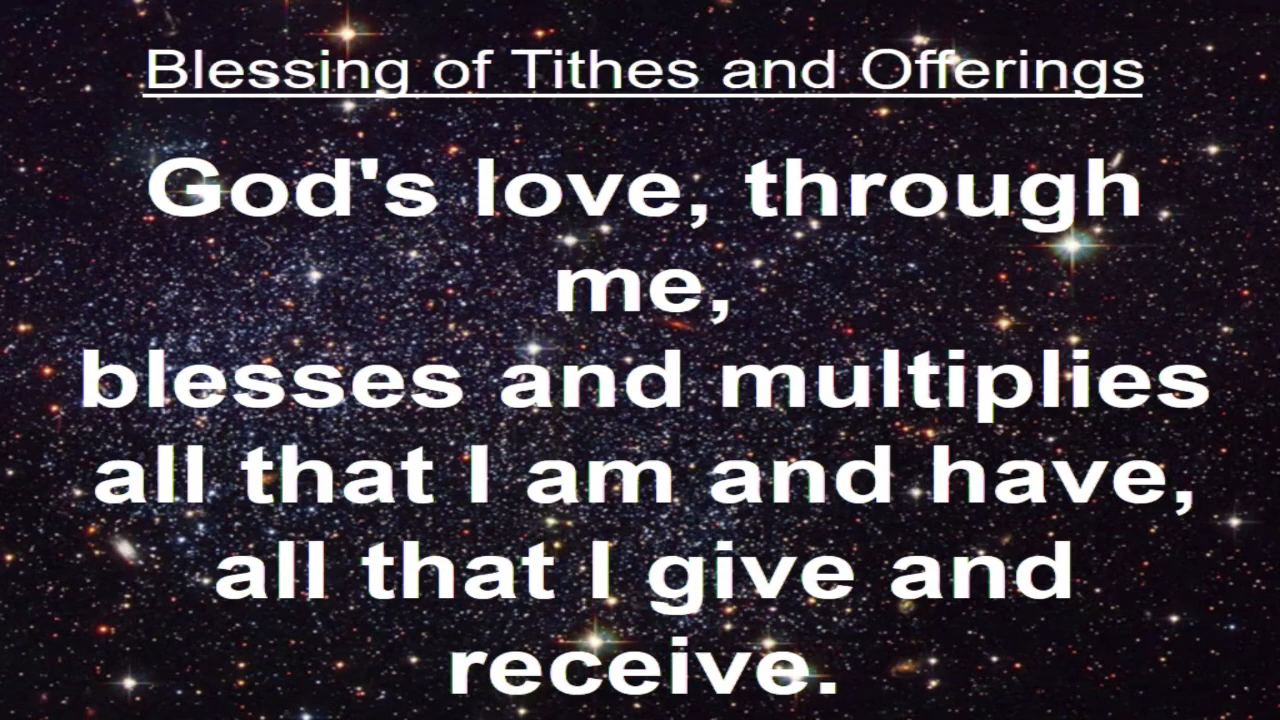 Blessing of Tithes and Offerings
God's love, through
me,
blesses and multiplies
all that I am and have,
all that I give and
receive.